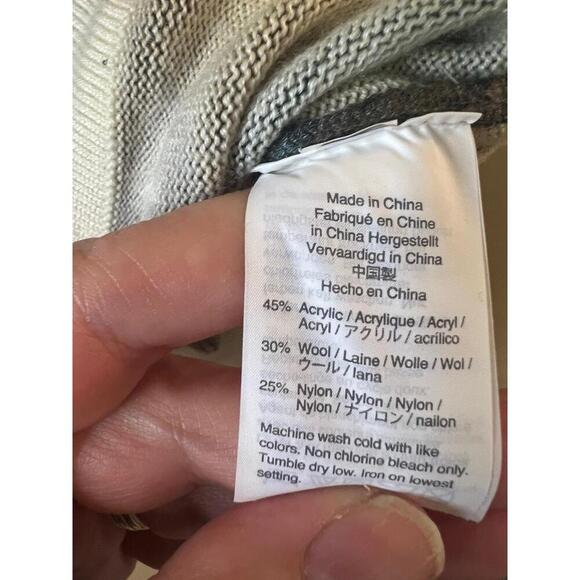 Made in China
Fabriqué en Chine
in China Hergestellt
Vervaardigd in China
中国製
Hecho en China
45% Acrylic / Acrylique / Acryl /
Acryl / アクリル / acrílico
30% Wool / Laine / Wolle / Wol /
ウール / lana
25% Nylon / Nylon / Nylon /
Nylon / ナイロン / nailon
Machine wash cold with like
colors. Non chlorine bleach only.
Tumble dry low. Iron on lowest
setting.